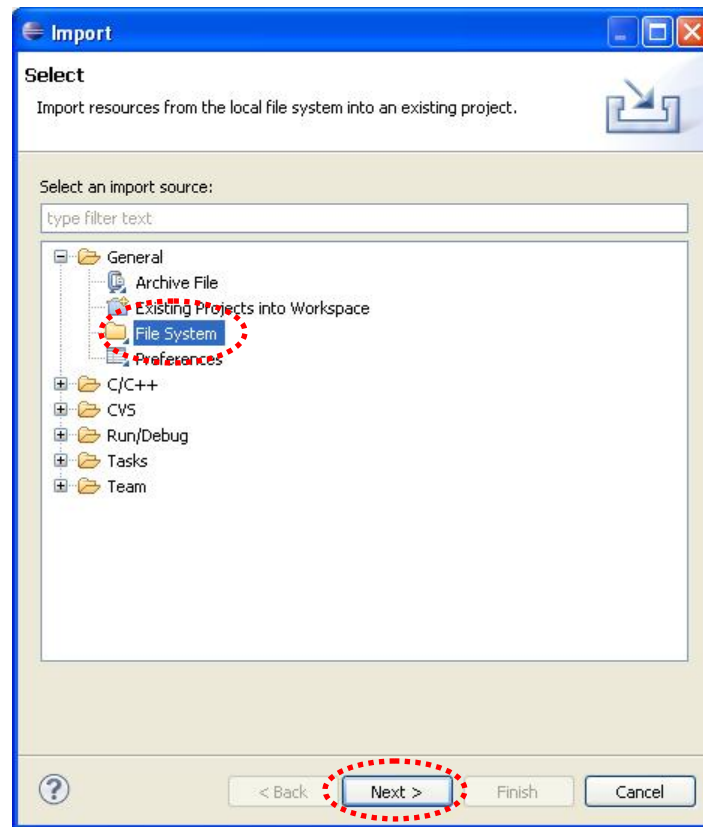 Import
Select
Import resources from the local file system into an existing project.
Select an import source:
type filter text
General
Archive File
Existing Projects into Workspace
File System
Preferences
C/C++
CVS
Run/Debug
Tasks
Team
? < Back Next > Finish Cancel